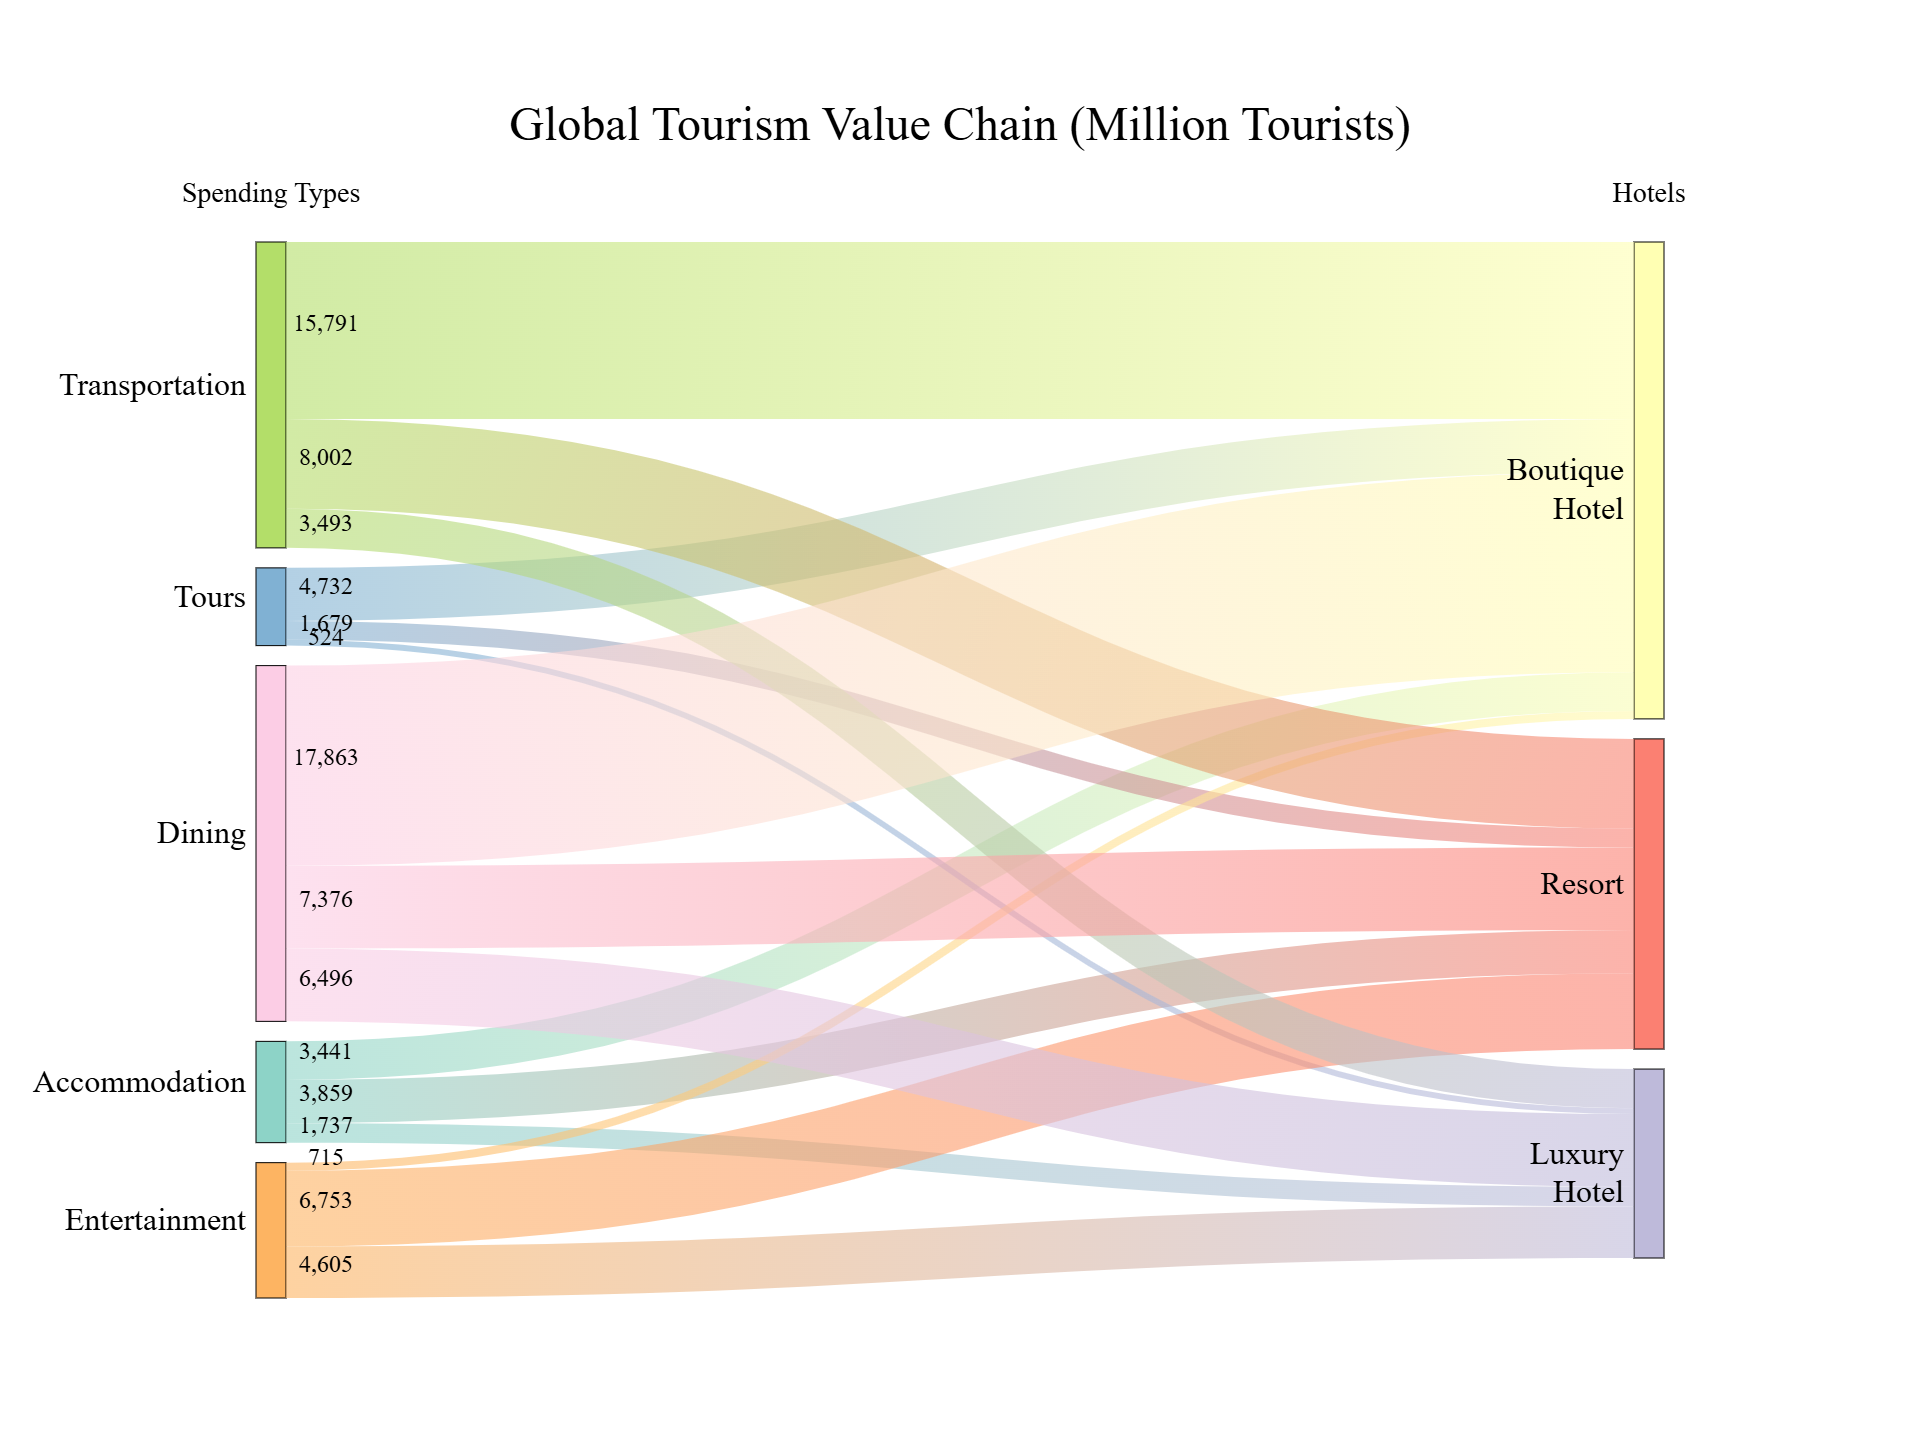 Global Tourism Value Chain (Million Tourists)
Spending Types
Hotels
15,791
Transportation
8,002
3,493
4,732
Tours
1,679
524
17,863
Dining
7,376
6,496
3,441
Accommodation
3,859
1,737
715
6,753
Entertainment
4,605
Boutique
Hotel
Resort
Luxury
Hotel